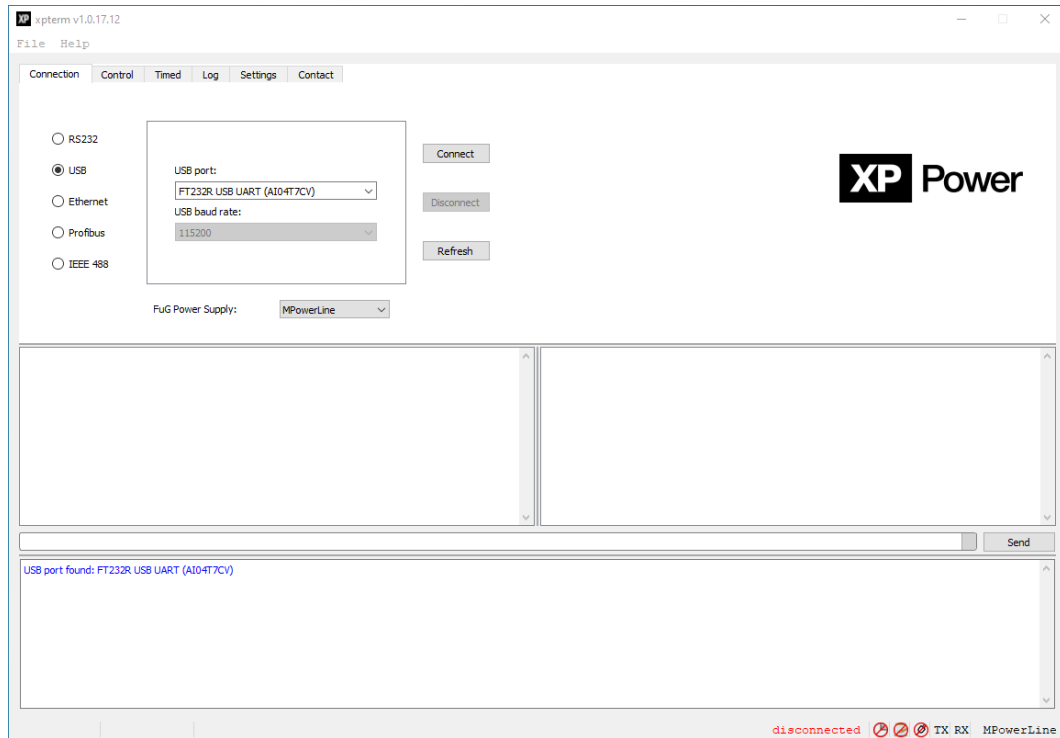 XP xpterm v1.0.17.12
File Help
Connection Control Timed Log Settings Contact
RS232
USB
Ethernet
Profibus
IEEE 488
USB port:
FT232R USB UART (AI04T7CV)
USB baud rate:
115200
FuG Power Supply: MPowerLine
Connect
Disconnect
Refresh
XP Power
Send
USB port found: FT232R USB UART (AI04T7CV)
disconnected TX RX MPowerLine